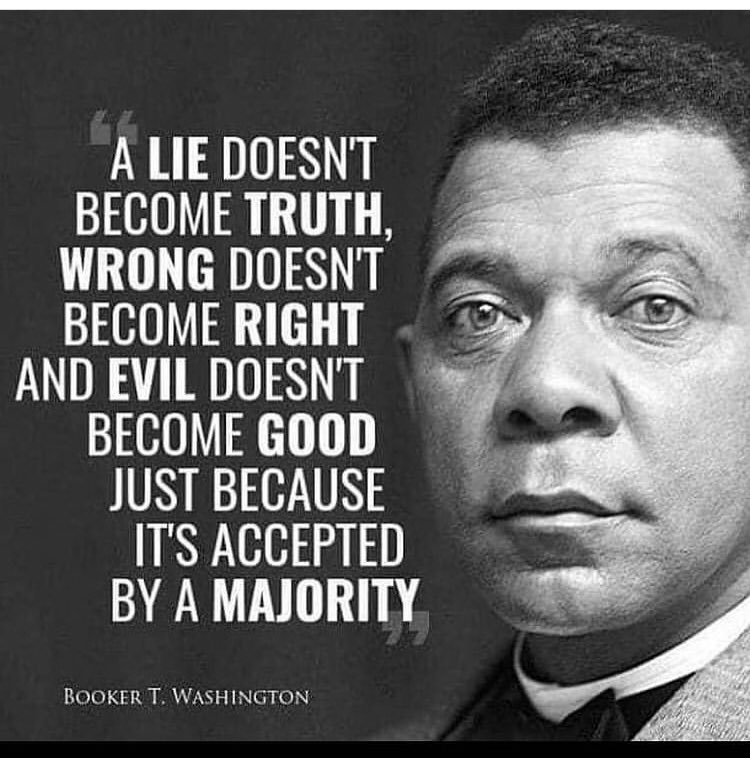 “
A LIE DOESN'T
BECOME TRUTH,
WRONG DOESN'T
BECOME RIGHT
AND EVIL DOESN'T
BECOME GOOD
JUST BECAUSE
IT'S ACCEPTED
BY A MAJORITY
”
BOOKER T. WASHINGTON